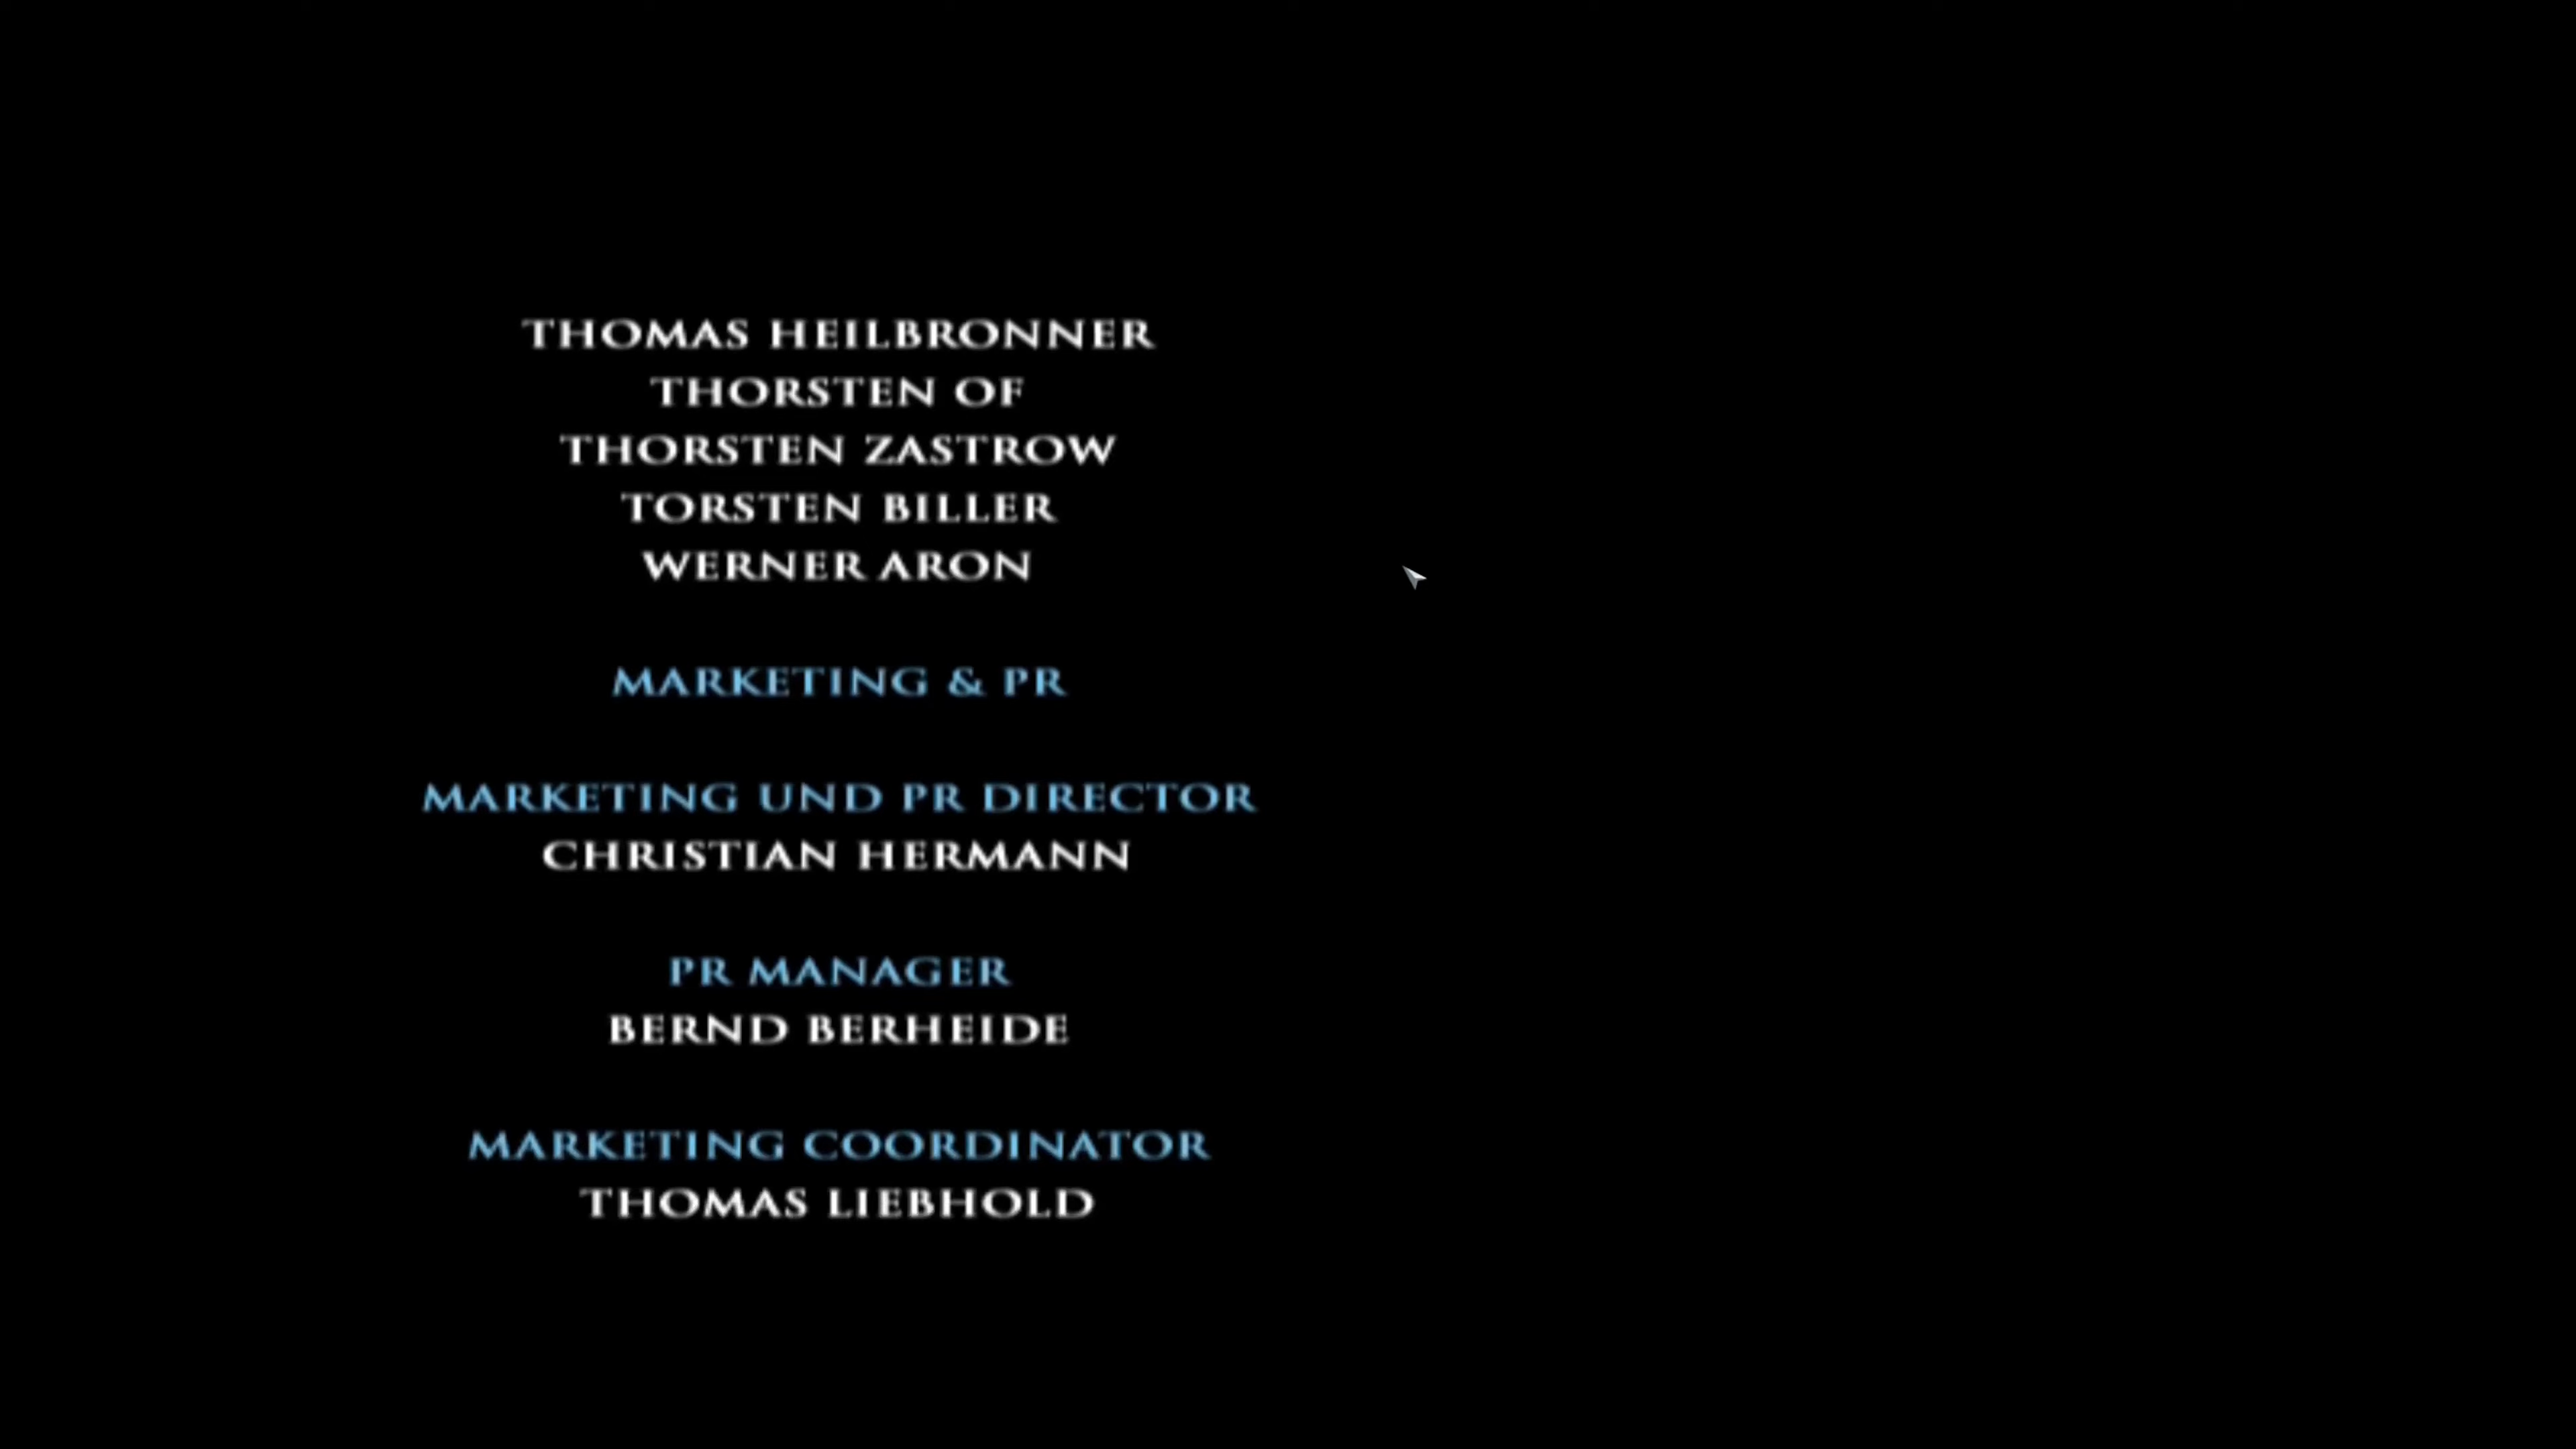 THOMAS HEILBRONNER
THORSTEN OF
THORSTEN ZASTROW
TORSTEN BILLER
WERNER ARON
MARKETING & PR
MARKETING UND PR DIRECTOR
CHRISTIAN HERMANN
PR MANAGER
BERND BERHEIDE
MARKETING COORDINATOR
THOMAS LIEBHOLD